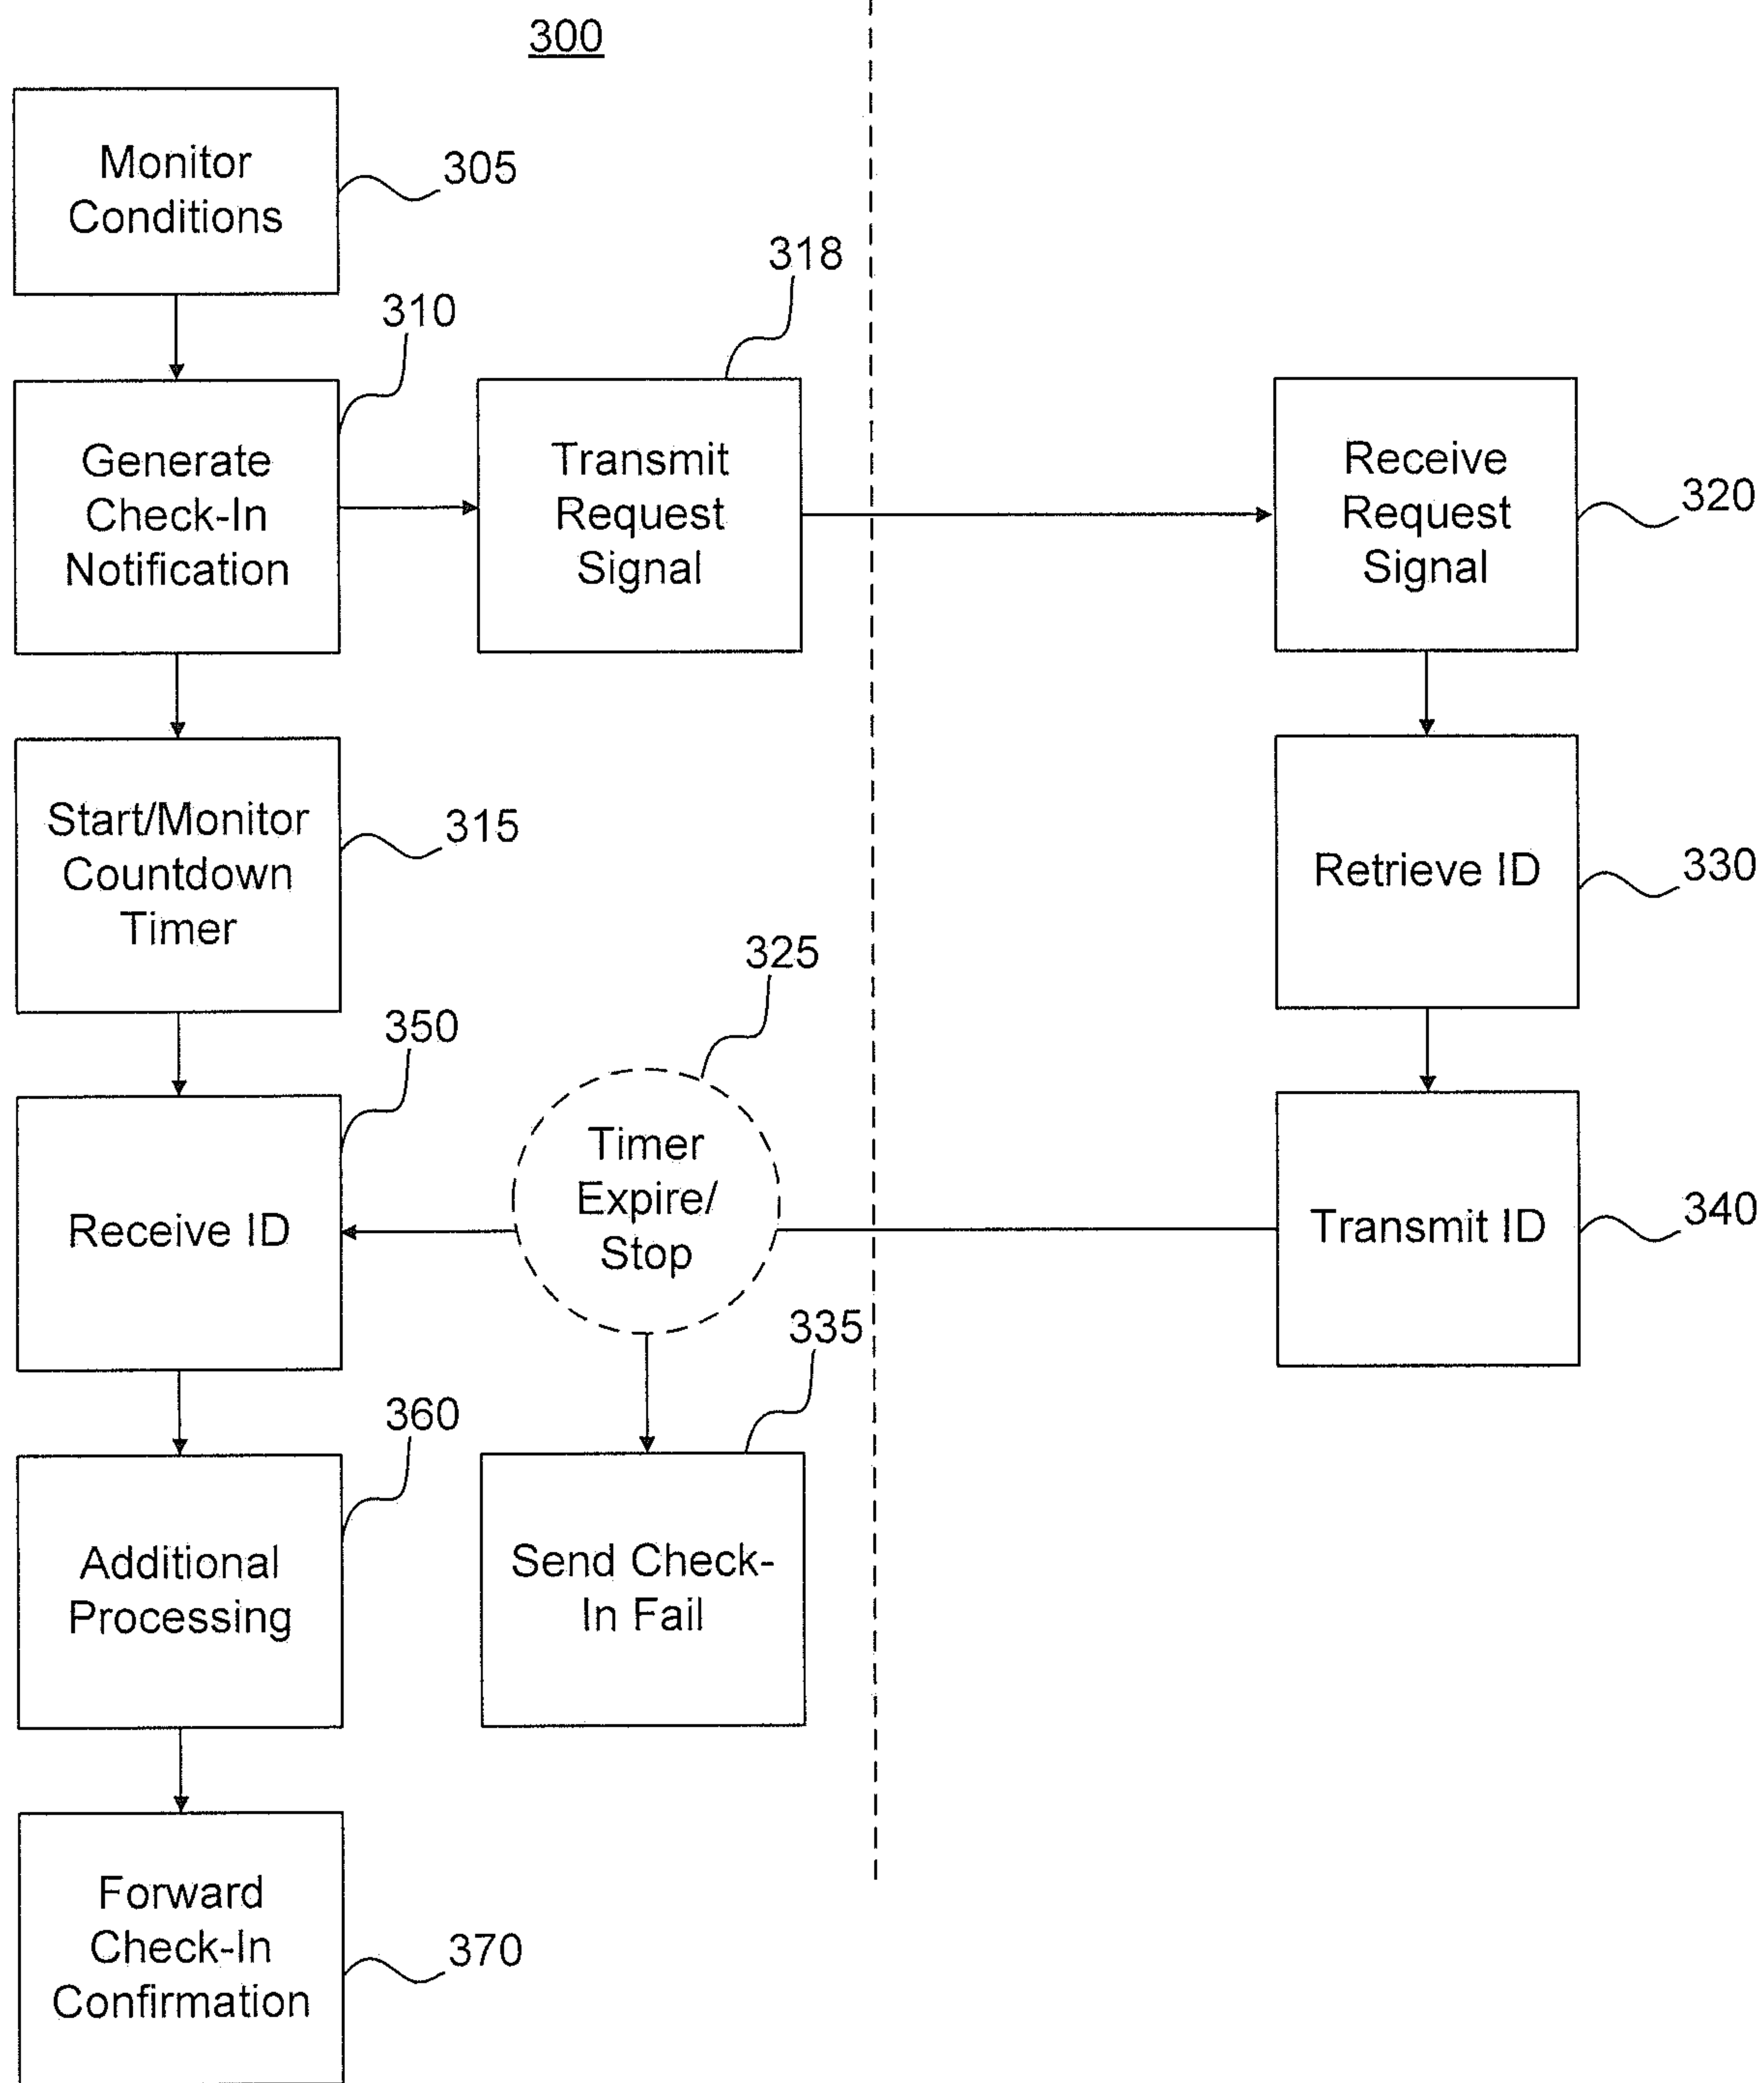 300
Monitor
Conditions
305
310
318
Generate
Check-In
Notification
Transmit
Request
Signal
Receive
Request
Signal
320
Start/Monitor
Countdown
Timer
315
Retrieve ID
330
325
350
Receive ID
Timer
Expire/
Stop
Transmit ID
340
335
360
Additional
Processing
Send Check-
In Fail
Forward
Check-In
Confirmation
370